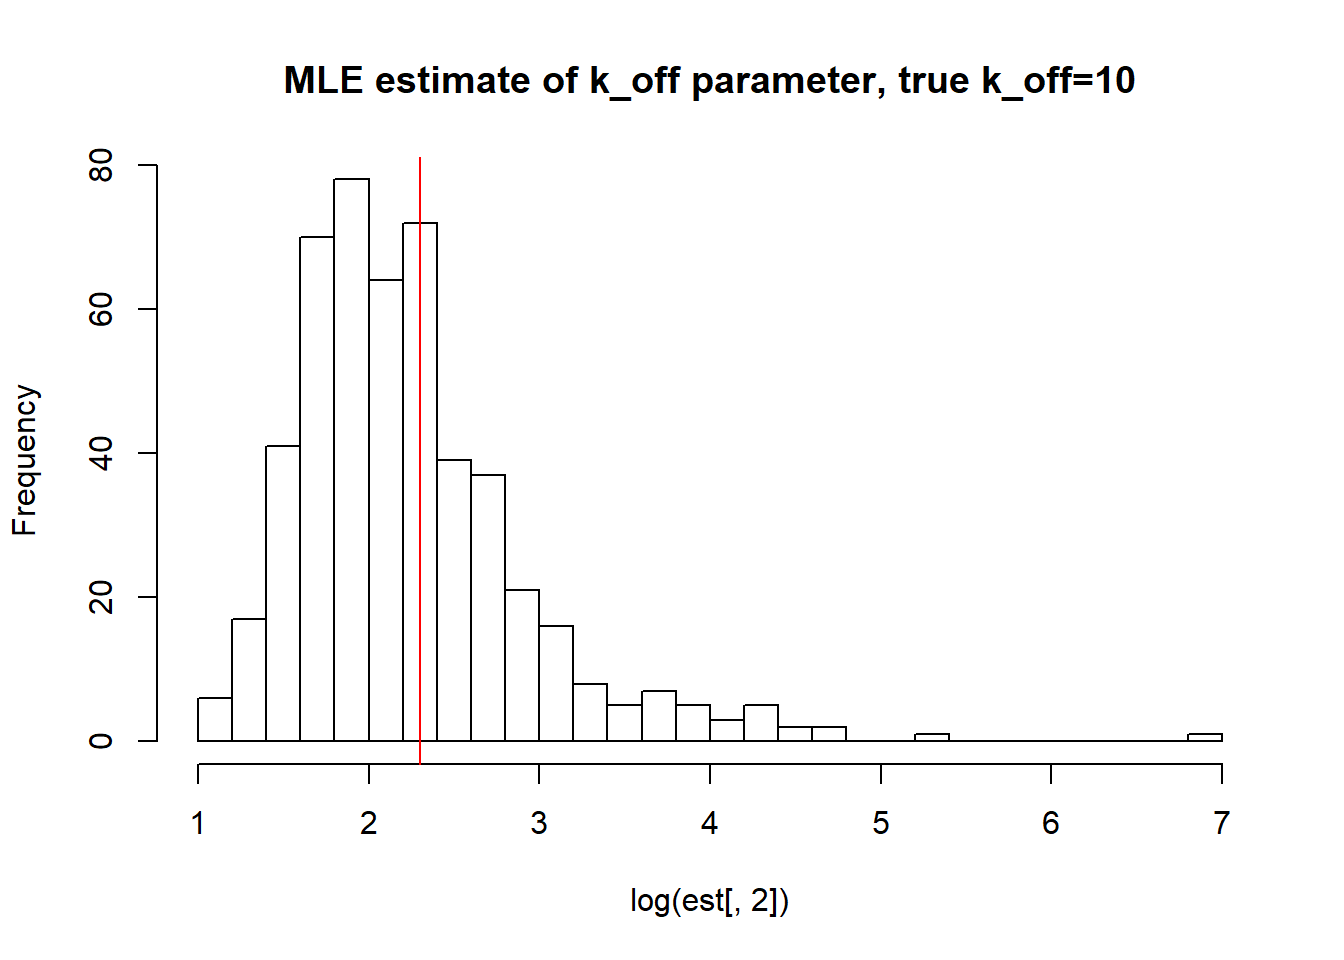 MLE estimate of k_off parameter, true k_off=10
80
60
40
20
0
Frequency
1 2 3 4 5 6 7
log(est[, 2])